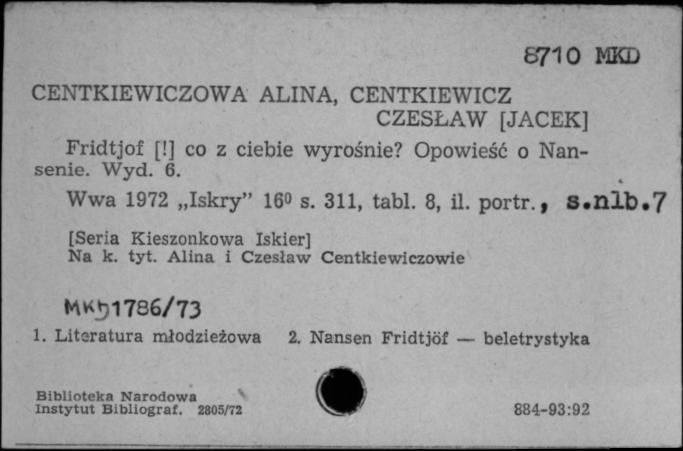 8710 MKD
CENTKIEWICZOWA ALINA, CENTKIEWICZ
CZESŁAW [JACEK]
Fridtjof [!] co z ciebie wyrośnie? Opowieść o Nan-
senie. Wyd. 6.
Wwa 1972 „Iskry” 16⁰ s. 311, tabl. 8, il. portr., s.nlb.7
[Seria Kieszonkowa Iskier]
Na k. tyt. Alina i Czesław Centkiewiczowie
MKD1786/73
1. Literatura młodzieżowa 2. Nansen Fridtjöf — beletrystyka
Biblioteka Narodowa
Instytut Bibliograf. 2805/72
884-93:92